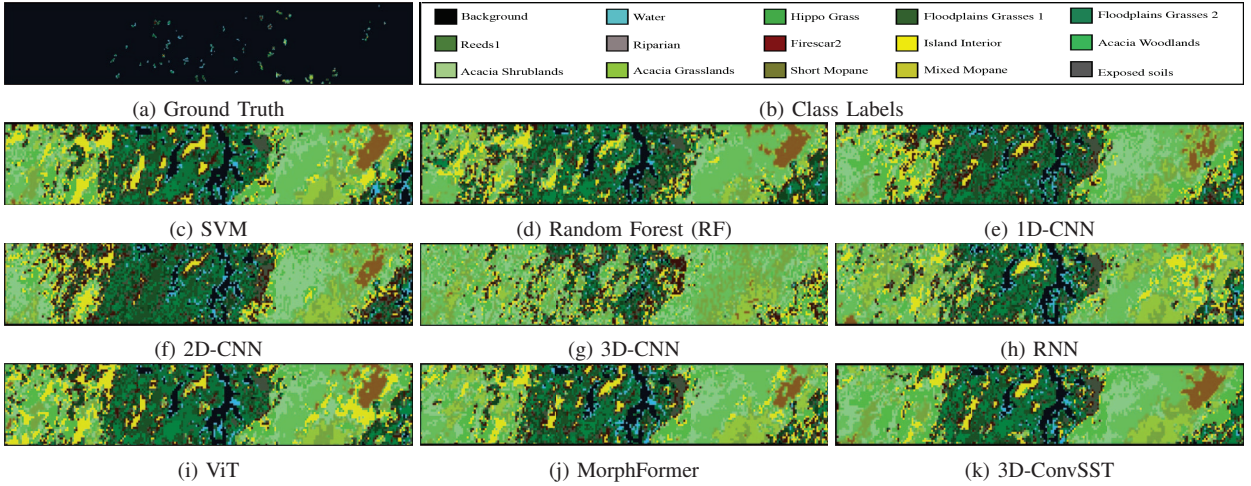 Background Water Hippo Grass Floodplains Grasses 1 Floodplains Grasses 2
Reeds1 Riparian Firescar2 Island Interior Acacia Woodlands
Acacia Shrublands Acacia Grasslands Short Mopane Mixed Mopane Exposed soils
(a) Ground Truth (b) Class Labels
(c) SVM (d) Random Forest (RF) (e) 1D-CNN
(f) 2D-CNN (g) 3D-CNN (h) RNN
(i) ViT (j) MorphFormer (k) 3D-ConvSST